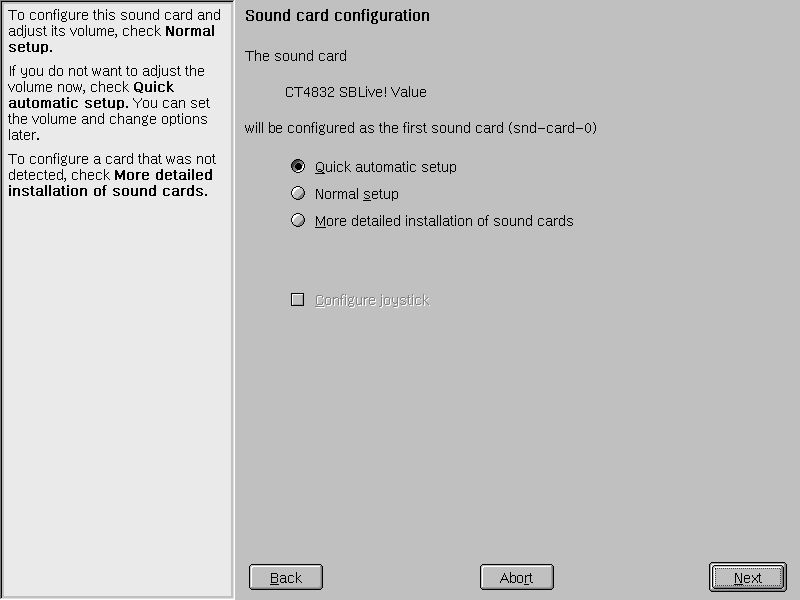 To configure this sound card and
adjust its volume, check Normal
setup.
If you do not want to adjust the
volume now, check Quick
automatic setup. You can set
the volume and change options
later.
To configure a card that was not
detected, check More detailed
installation of sound cards.
Sound card configuration
The sound card
CT4832 SBLive! Value
will be configured as the first sound card (snd-card-0)
Quick automatic setup
Normal setup
More detailed installation of sound cards
Configure joystick
Back
Abort
Next